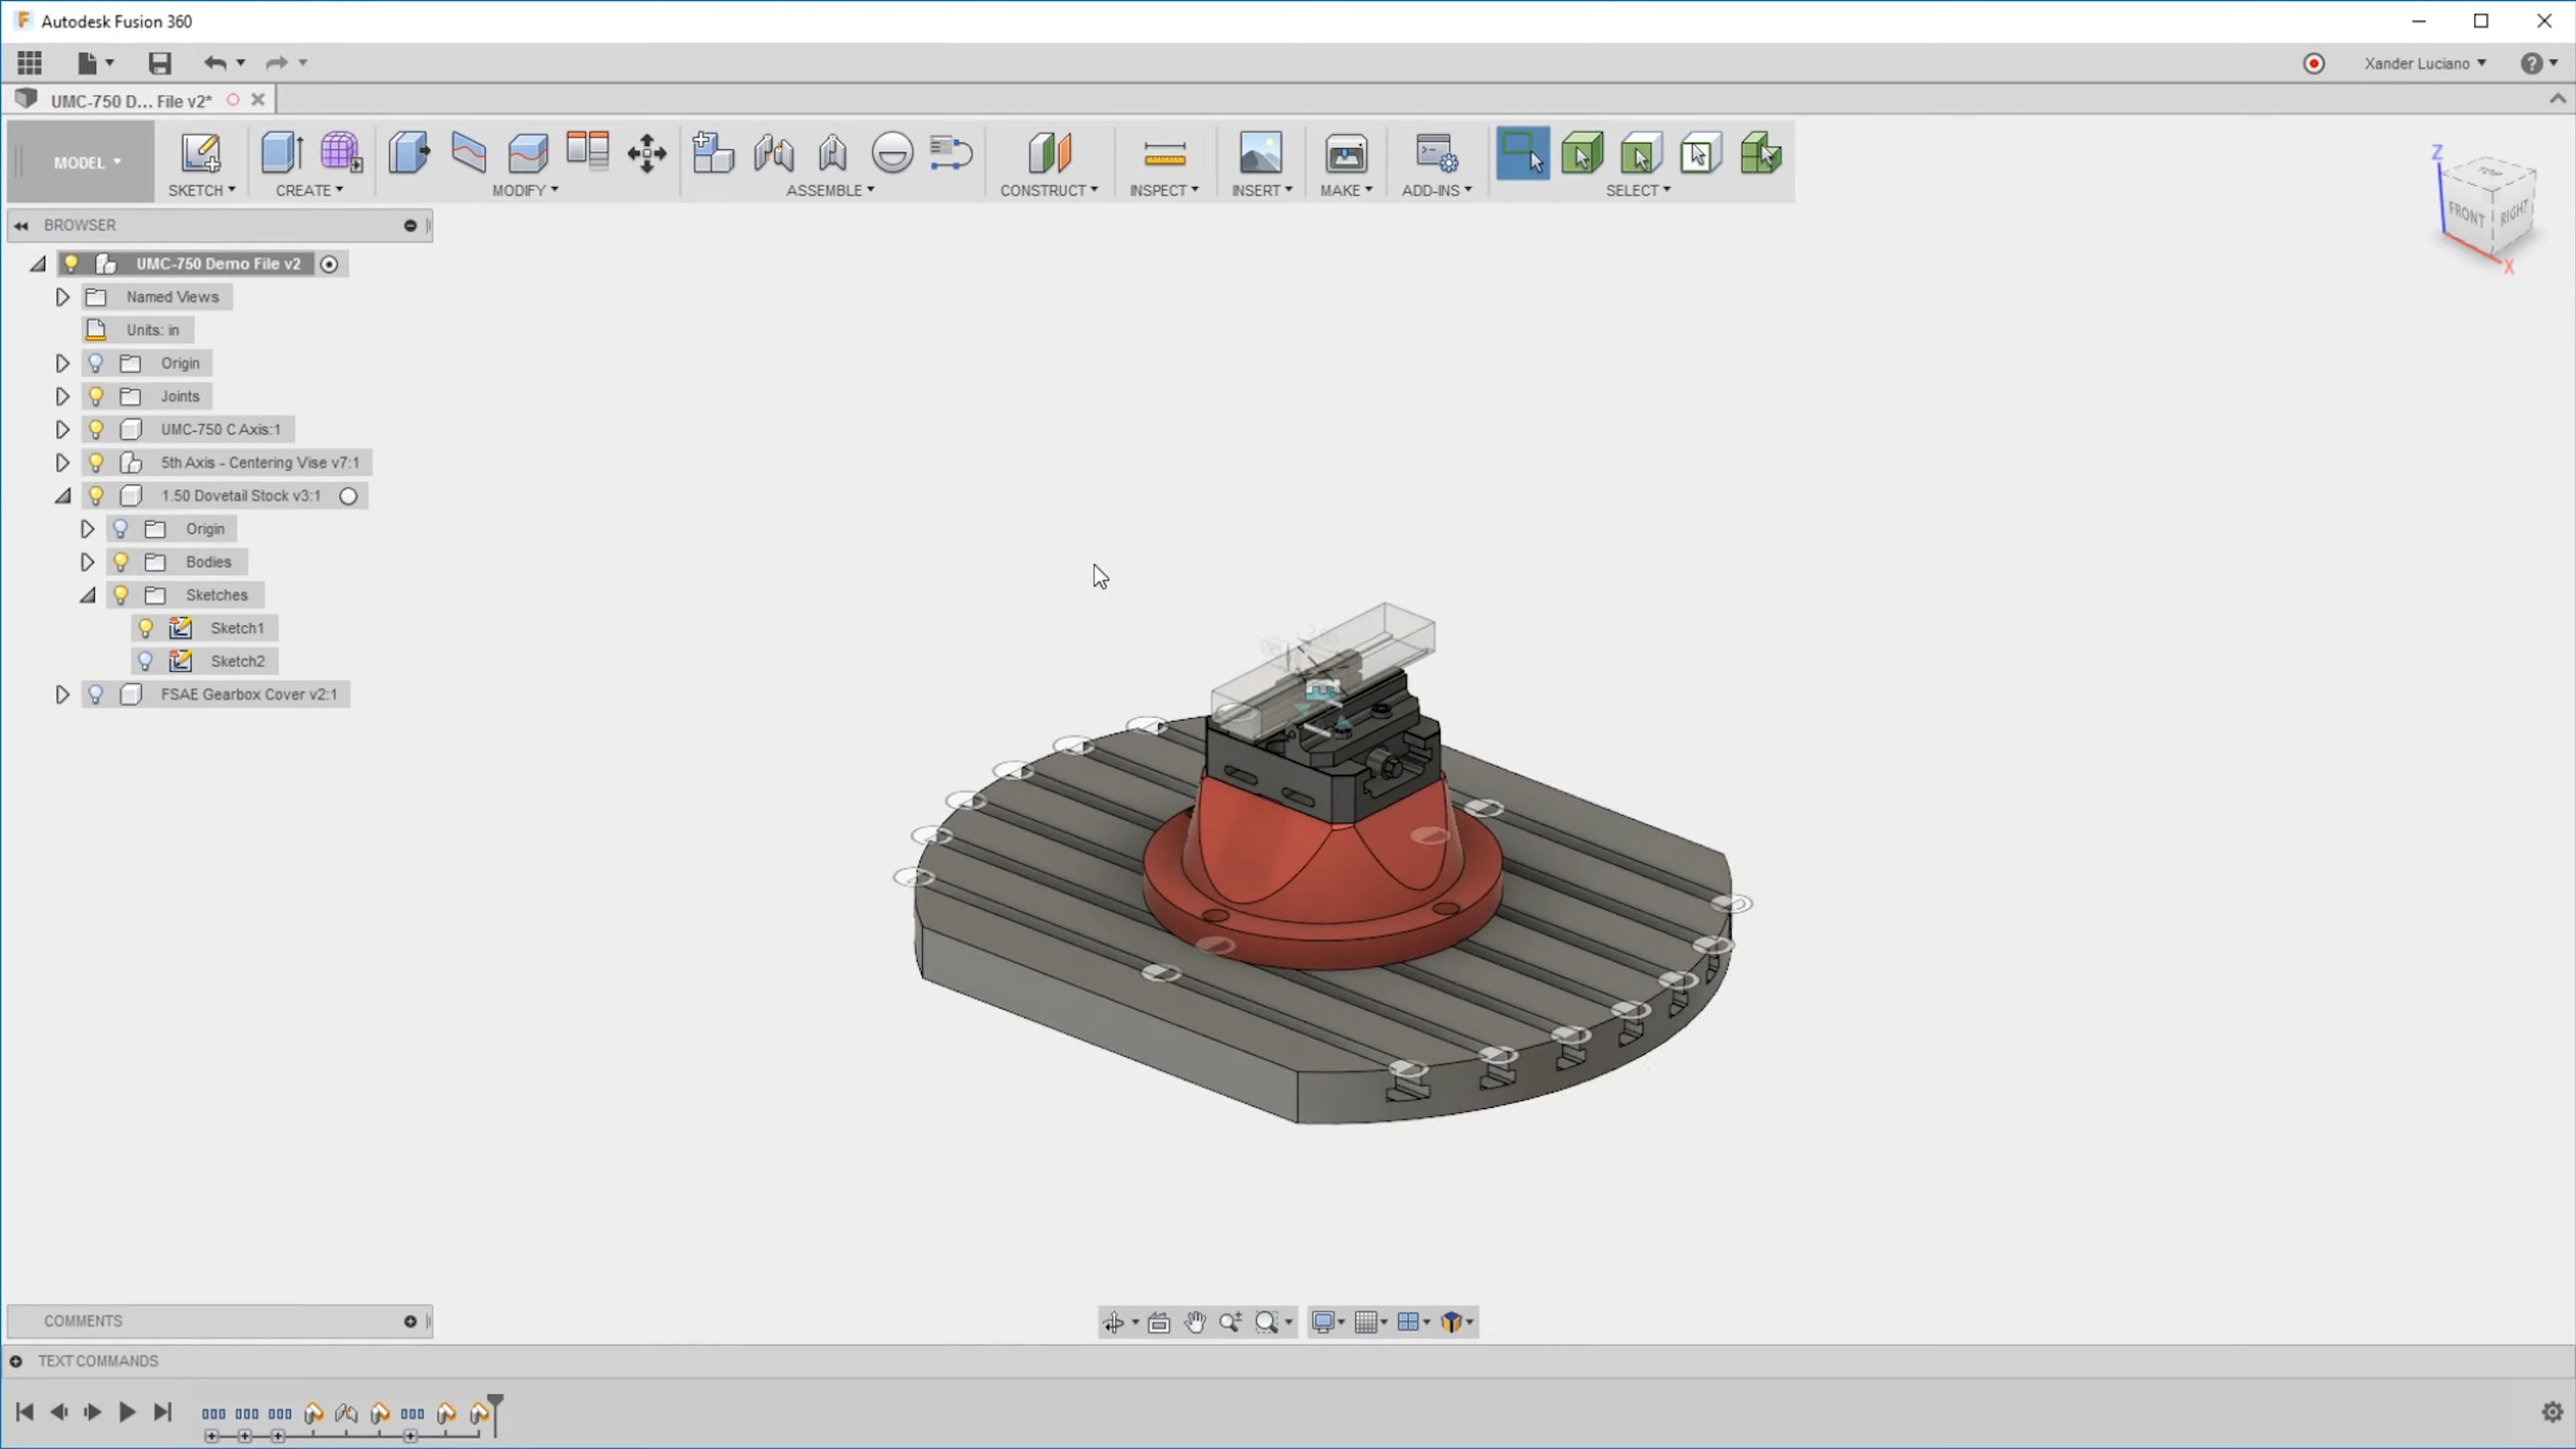 Autodesk Fusion 360
Xander Luciano
UMC-750 D... File v2*
MODEL
SKETCH
CREATE
MODIFY
ASSEMBLE
CONSTRUCT
INSPECT
INSERT
MAKE
ADD-INS
SELECT
Z
FRONT
RIGHT
X
BROWSER
UMC-750 Demo File v2
Named Views
Units: in
Origin
Joints
UMC-750 C Axis:1
5th Axis - Centering Vise v7:1
1.50 Dovetail Stock v3:1
Origin
Bodies
Sketches
Sketch1
Sketch2
FSAE Gearbox Cover v2:1
COMMENTS
TEXT COMMANDS